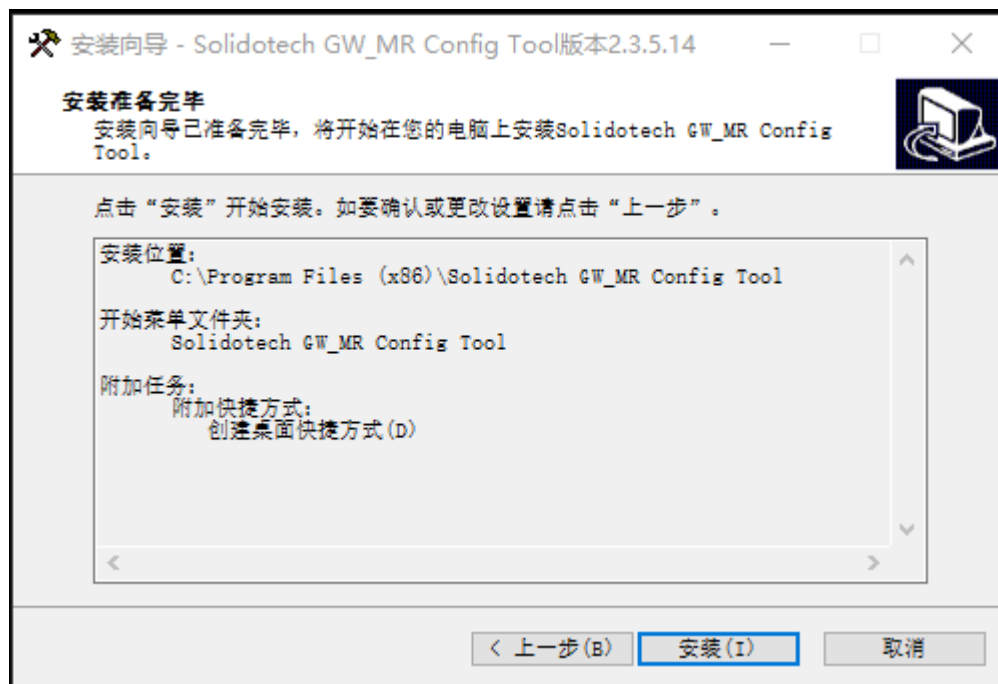 安装向导 - Solidotech GW_MR Config Tool版本2.3.5.14
安装准备完毕
安装向导已准备完毕，将开始在您的电脑上安装Solidotech GW_MR Config
Tool。
点击“安装”开始安装。如要确认或更改设置请点击“上一步”。
安装位置:
C:\Program Files (x86)\Solidotech GW_MR Config Tool
开始菜单文件夹:
Solidotech GW_MR Config Tool
附加任务:
附加快捷方式:
创建桌面快捷方式(D)
< 上一步(B) 安装(I) 取消